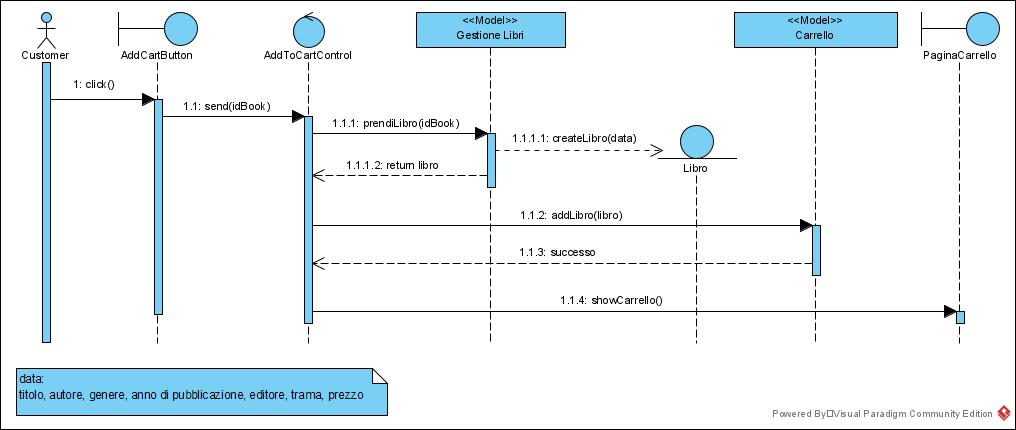 <<Model>>
<<Model>>
Gestione Libri
Carrello
Customer
AddCartButton
AddToCartControl
PaginaCarrello
1: click()
1.1: send(idBook)
1.1.1: prendiLibro(idBook)
1.1.1.1: createLibro(data)
1.1.1.2: return libro
Libro
1.1.2: addLibro(libro)
1.1.3: successo
1.1.4: showCarrello()
data:
titolo, autore, genere, anno di pubblicazione, editore, trama, prezzo
Powered By Visual Paradigm Community Edition